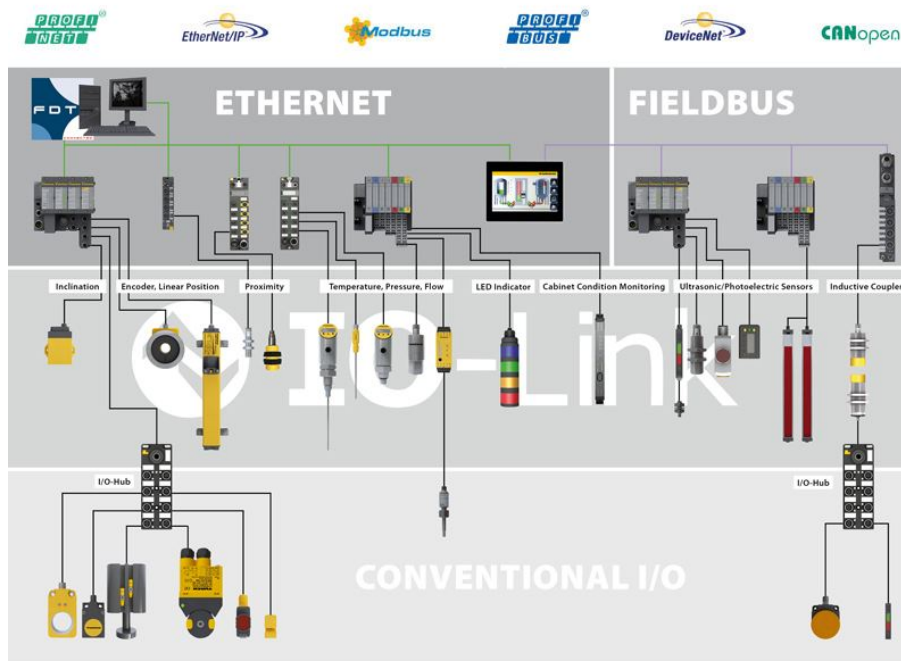 PROFI
NET
EtherNet/IP
Modbus
PROFI
BUS
DeviceNet
CANopen
FDT
ETHERNET
FIELDBUS
Inclination
Encoder, Linear Position
Proximity
Temperature, Pressure, Flow
LED Indicator
Cabinet Condition Monitoring
Ultrasonic/Photoelectric Sensors
Inductive Coupler
IO-Link
I/O-Hub
I/O-Hub
CONVENTIONAL I/O